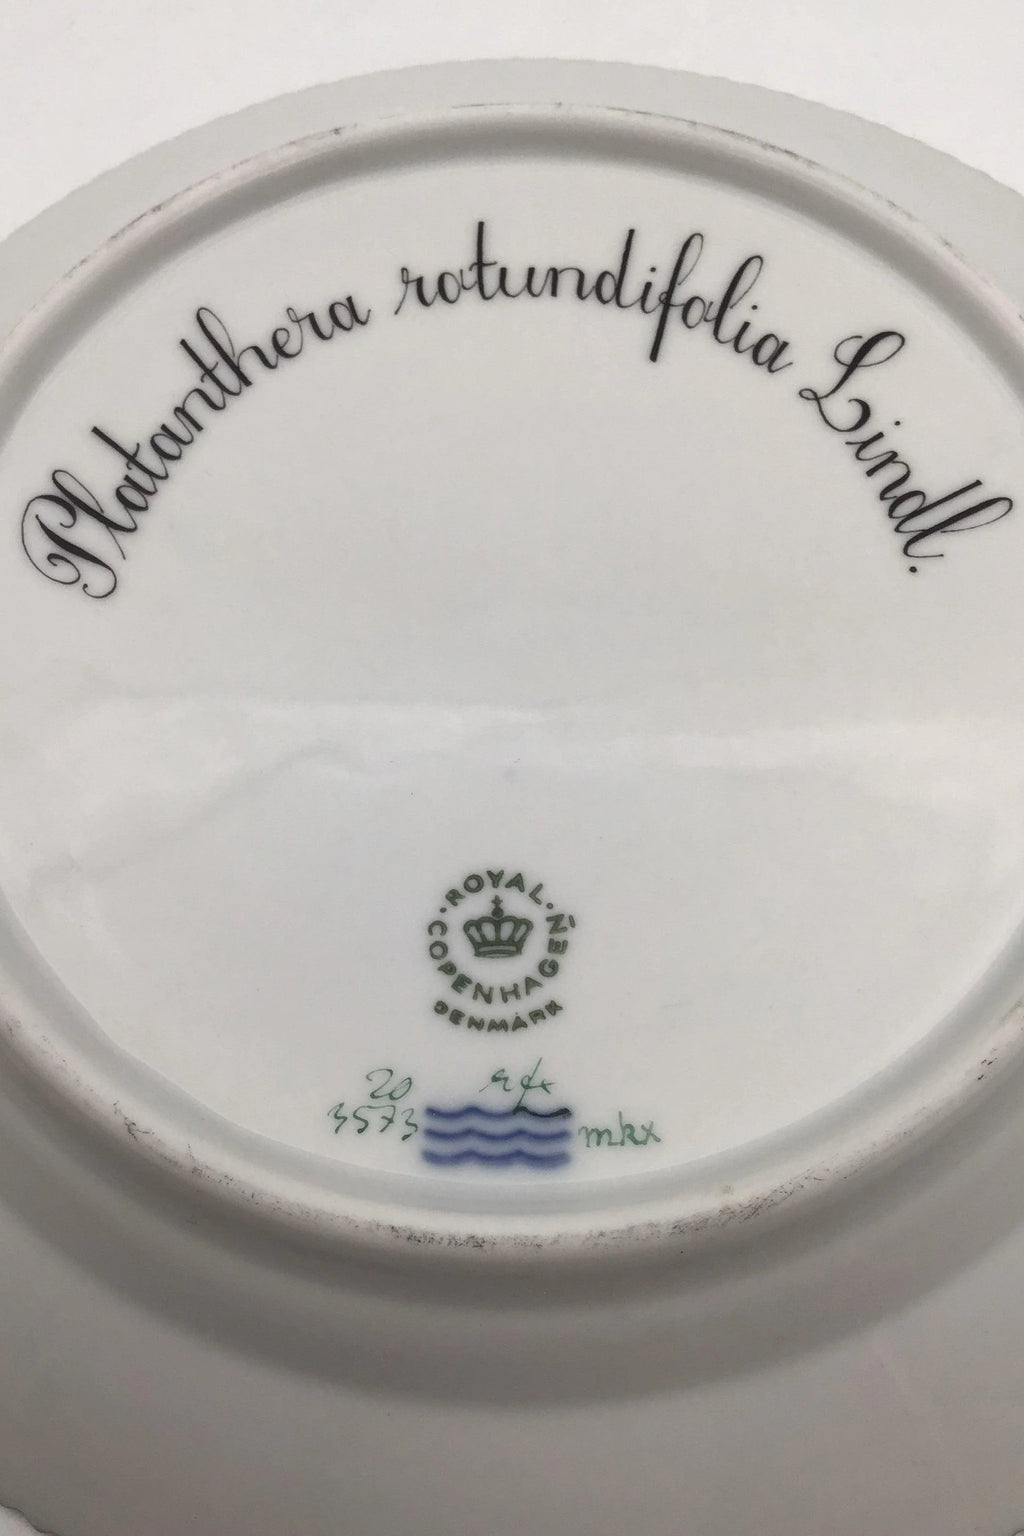 Platanthera rotundifolia Lindl.
ROYAL COPENHAGEN
DENMARK
20
3573
mkx